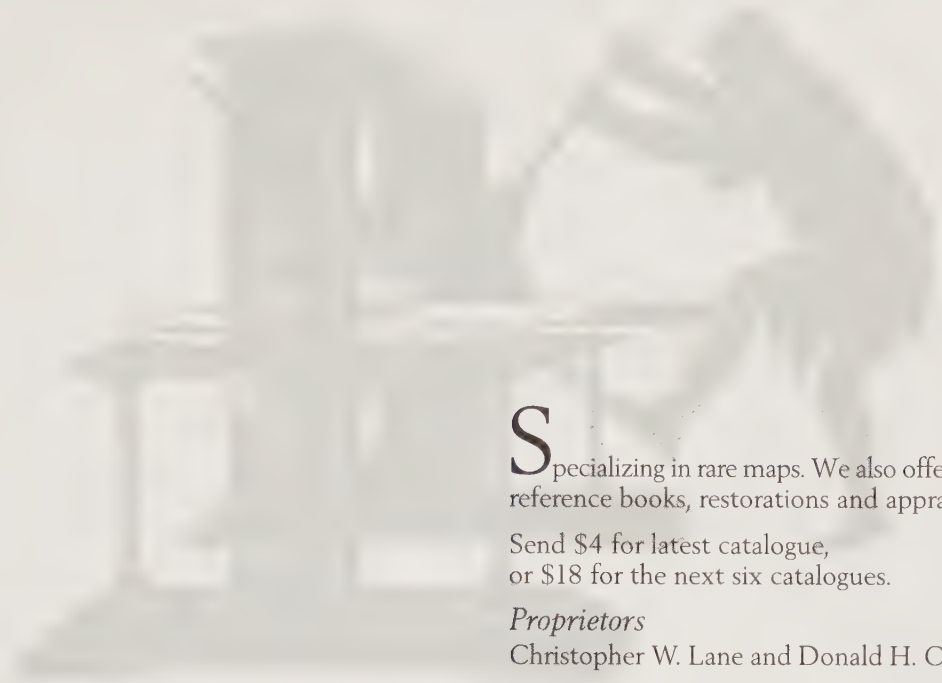 Specializing in rare maps. We also offe
reference books, restorations and appra
Send $4 for latest catalogue,
or $18 for the next six catalogues.
Proprietors
Christopher W. Lane and Donald H. C